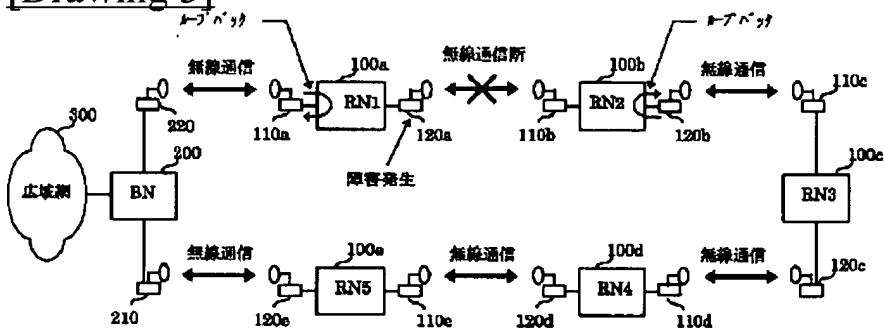 [Drawing 3]
ループバック
ループバック
無線通信
100a
無線通信断
100b
無線通信
110c
RN1
RN2
300
220
110a
120a
110b
120b
200
100c
広域網
BN
障害発生
RN3
無線通信
100e
無線通信
100d
無線通信
120c
RN5
RN4
210
120e
110e
120d
110d